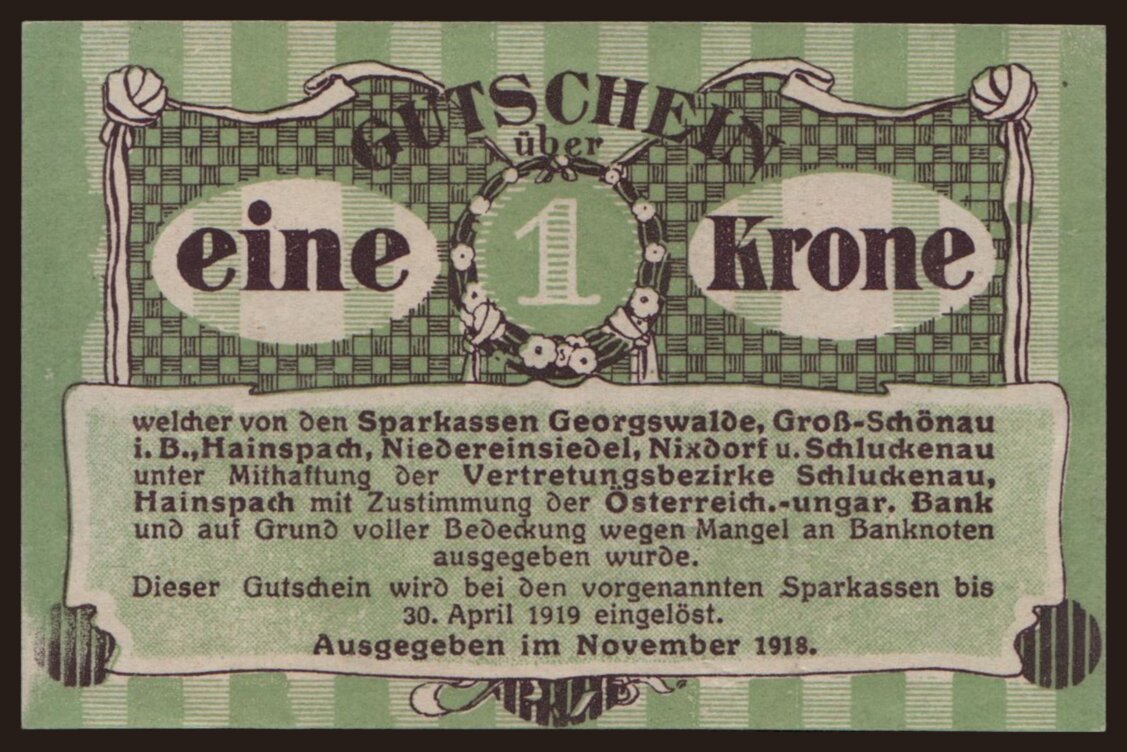 GUTSCHEIN
über
eine 1 Krone
welcher von den Sparkassen Georgswalde, Groß-Schönau
i. B., Hainspach, Niedereinsiedel, Nixdorf u. Schluckenau
unter Mithaftung der Vertretungsbezirke Schluckenau,
Hainspach mit Zustimmung der Österreich.-ungar. Bank
und auf Grund voller Bedeckung wegen Mangel an Banknoten
ausgegeben wurde.
Dieser Gutschein wird bei den vorgenannten Sparkassen bis
30. April 1919 eingelöst.
Ausgegeben im November 1918.